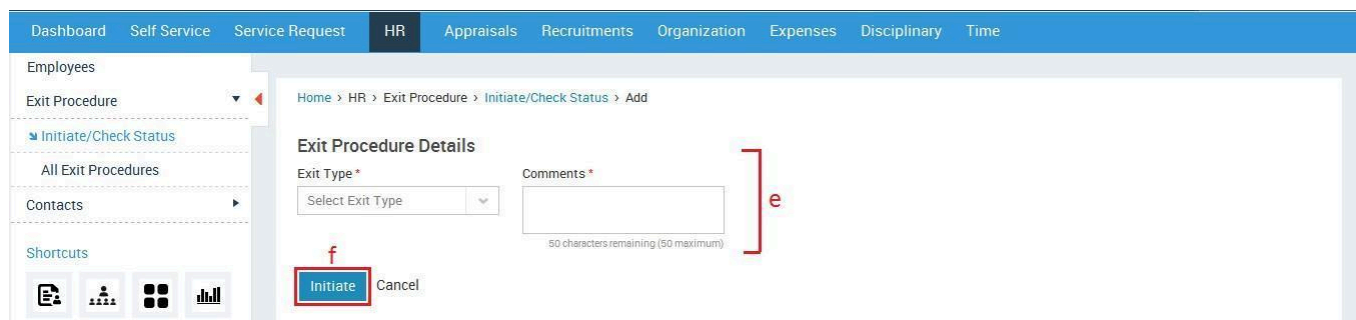 Dashboard Self Service Service Request HR Appraisals Recruitments Organization Expenses Disciplinary Time
Employees
Exit Procedure
Initiate/Check Status
All Exit Procedures
Contacts
Shortcuts
Home > HR > Exit Procedure > Initiate/Check Status > Add
Exit Procedure Details
Exit Type *
Comments *
Select Exit Type
50 characters remaining (50 maximum)
e
f
Initiate Cancel